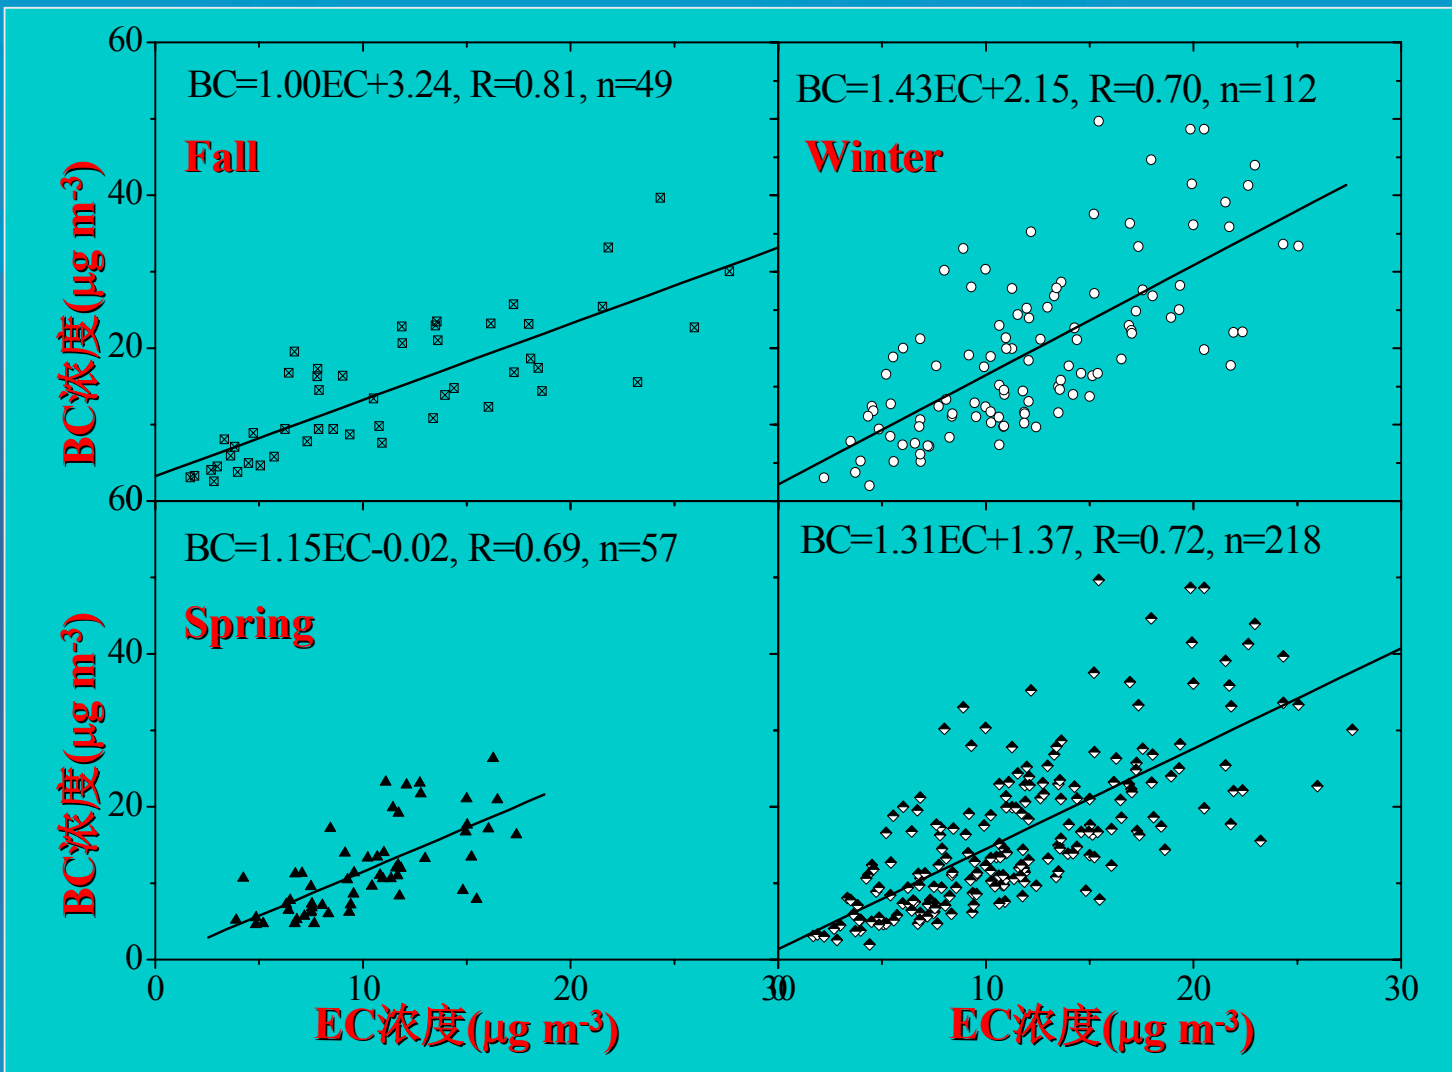 60
BC=1.00EC+3.24, R=0.81, n=49
BC=1.43EC+2.15, R=0.70, n=112
Fall
Winter
40
BC浓度(μg m-3)
20
60
BC=1.15EC-0.02, R=0.69, n=57
BC=1.31EC+1.37, R=0.72, n=218
Spring
40
BC浓度(μg m-3)
20
0
0 10 20 30 0 10 20 30
EC浓度(μg m-3) EC浓度(μg m-3)